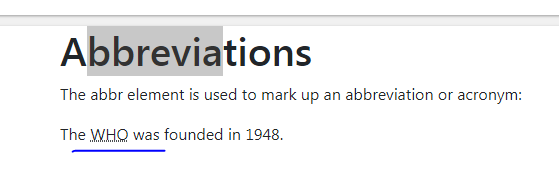 Abbreviations
The abbr element is used to mark up an abbreviation or acronym:
The WHO was founded in 1948.